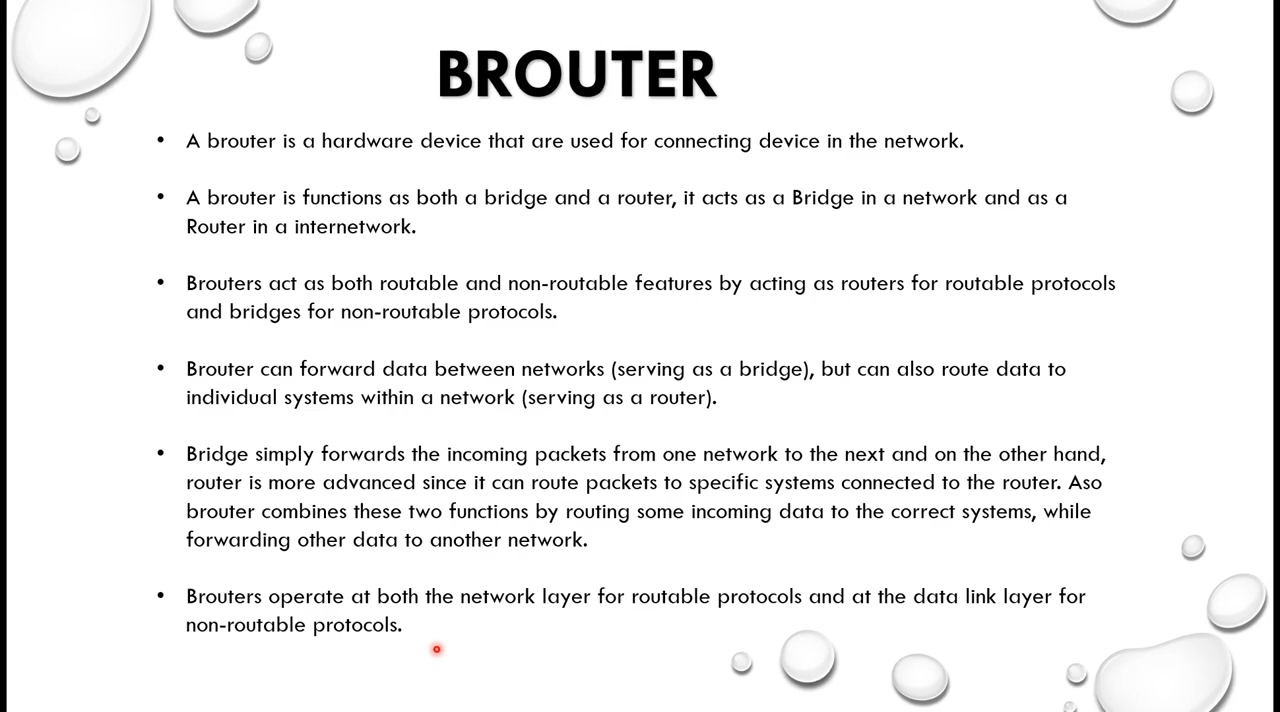 BROUTER
• A brouter is a hardware device that are used for connecting device in the network.
• A brouter is functions as both a bridge and a router, it acts as a Bridge in a network and as a
Router in a internetwork.
• Brouters act as both routable and non-routable features by acting as routers for routable protocols
and bridges for non-routable protocols.
• Brouter can forward data between networks (serving as a bridge), but can also route data to
individual systems within a network (serving as a router).
• Bridge simply forwards the incoming packets from one network to the next and on the other hand,
router is more advanced since it can route packets to specific systems connected to the router. Aso
brouter combines these two functions by routing some incoming data to the correct systems, while
forwarding other data to another network.
• Brouters operate at both the network layer for routable protocols and at the data link layer for
non-routable protocols.